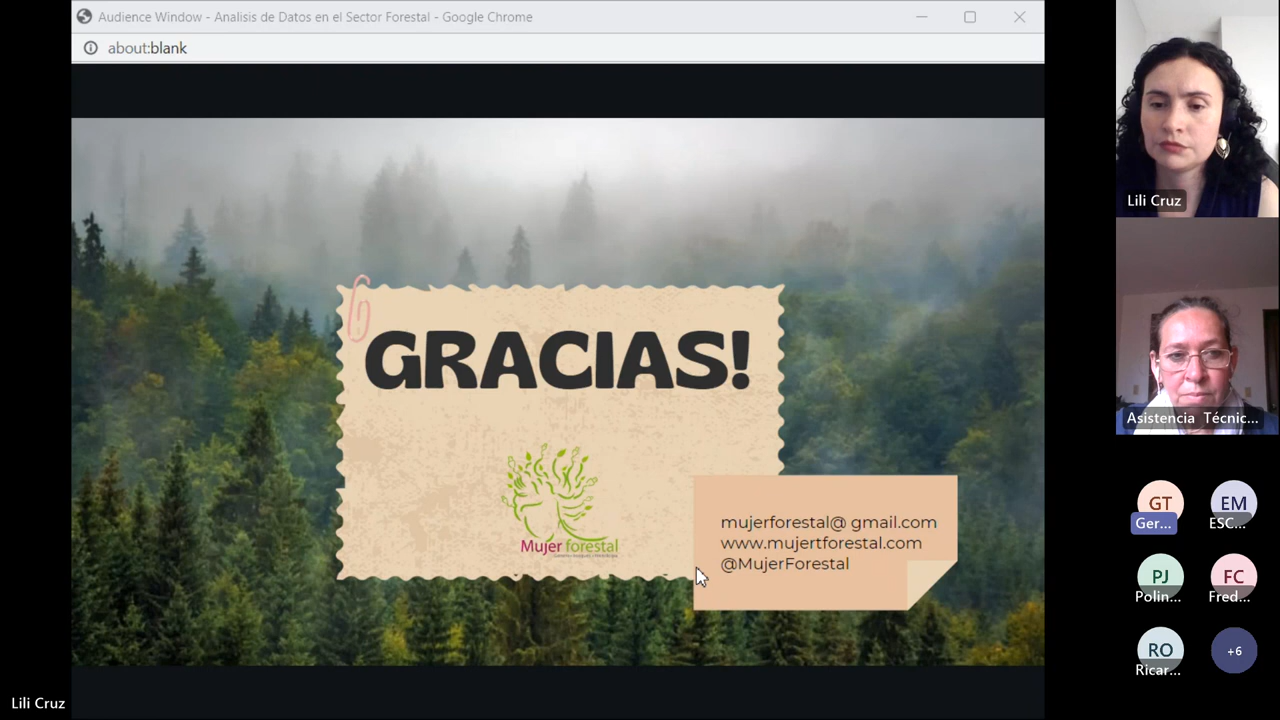 Audience Window - Analisis de Datos en el Sector Forestal - Google Chrome
about:blank
GRACIAS!
Mujer forestal
mujerforestal@ gmail.com
www.mujertforestal.com
@MujerForestal
Lili Cruz
Asistencia Técnic...
GT
Ger...
EM
ESC...
PJ
Polin...
FC
Fred...
RO
Ricar...
+6
Lili Cruz